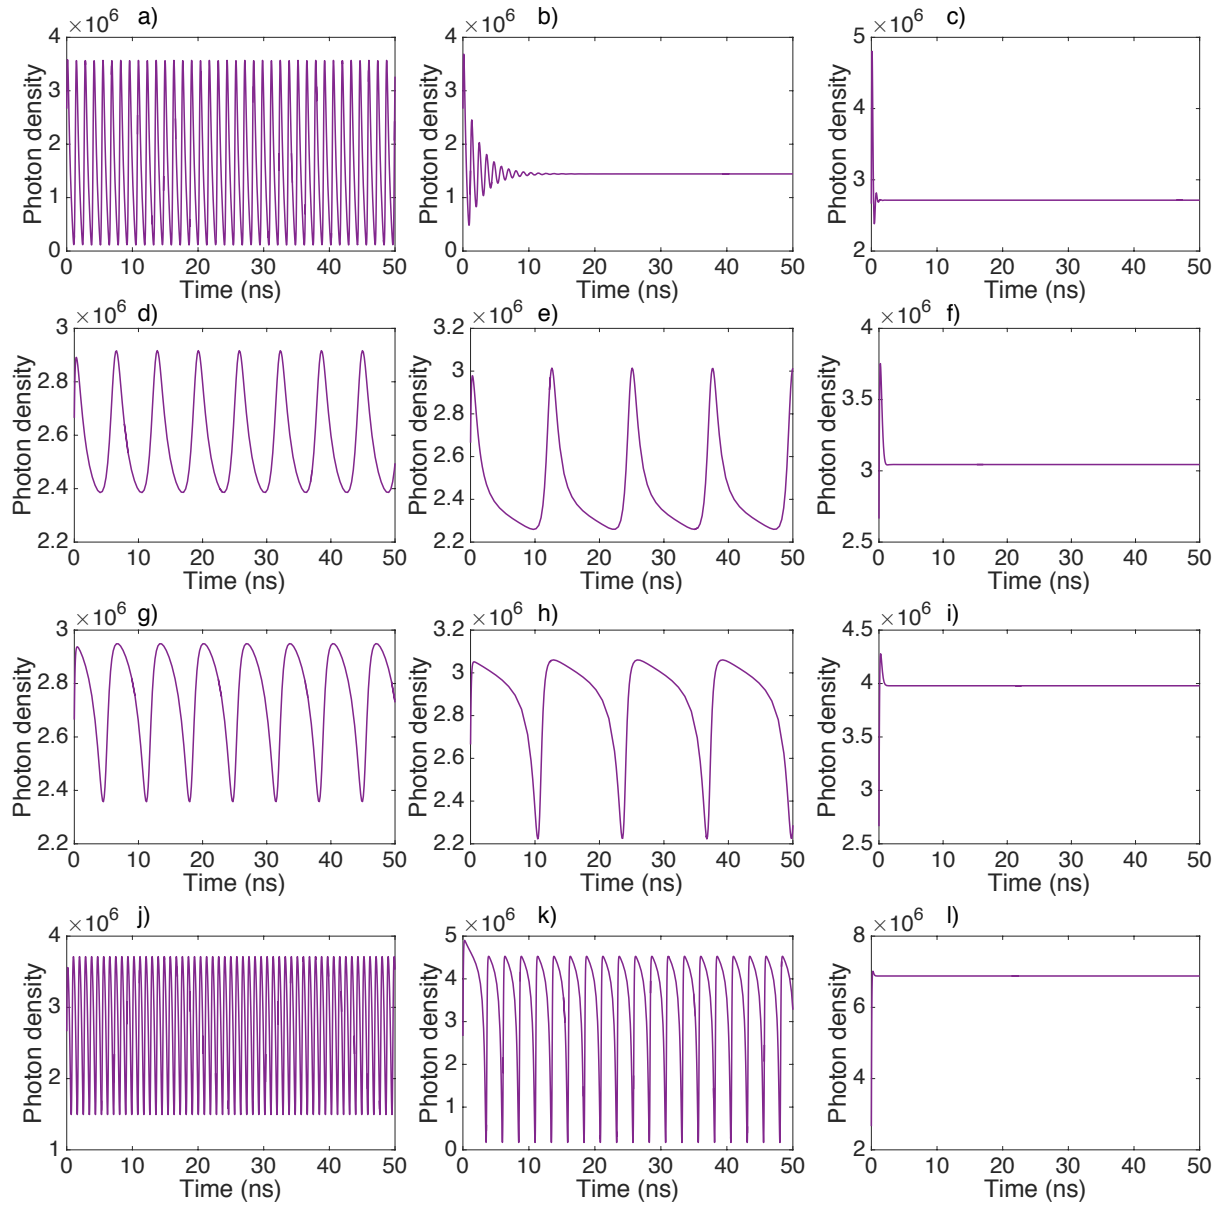 ×10⁶ a)
Photon density
4
3
2
1
0
0 10 20 30 40 50
Time (ns)
×10⁶ b)
Photon density
4
3
2
1
0
0 10 20 30 40 50
Time (ns)
×10⁶ c)
Photon density
5
4
3
2
0 10 20 30 40 50
Time (ns)
×10⁶ d)
Photon density
3
2.8
2.6
2.4
2.2
0 10 20 30 40 50
Time (ns)
×10⁶ e)
Photon density
3.2
3
2.8
2.6
2.4
2.2
0 10 20 30 40 50
Time (ns)
×10⁶ f)
Photon density
4
3.5
3
2.5
0 10 20 30 40 50
Time (ns)
×10⁶ g)
Photon density
3
2.8
2.6
2.4
2.2
0 10 20 30 40 50
Time (ns)
×10⁶ h)
Photon density
3.2
3
2.8
2.6
2.4
2.2
0 10 20 30 40 50
Time (ns)
×10⁶ i)
Photon density
4.5
4
3.5
3
2.5
0 10 20 30 40 50
Time (ns)
×10⁶ j)
Photon density
4
3
2
1
0 10 20 30 40 50
Time (ns)
×10⁶ k)
Photon density
5
4
3
2
1
0
0 10 20 30 40 50
Time (ns)
×10⁶ l)
Photon density
8
6
4
2
0 10 20 30 40 50
Time (ns)